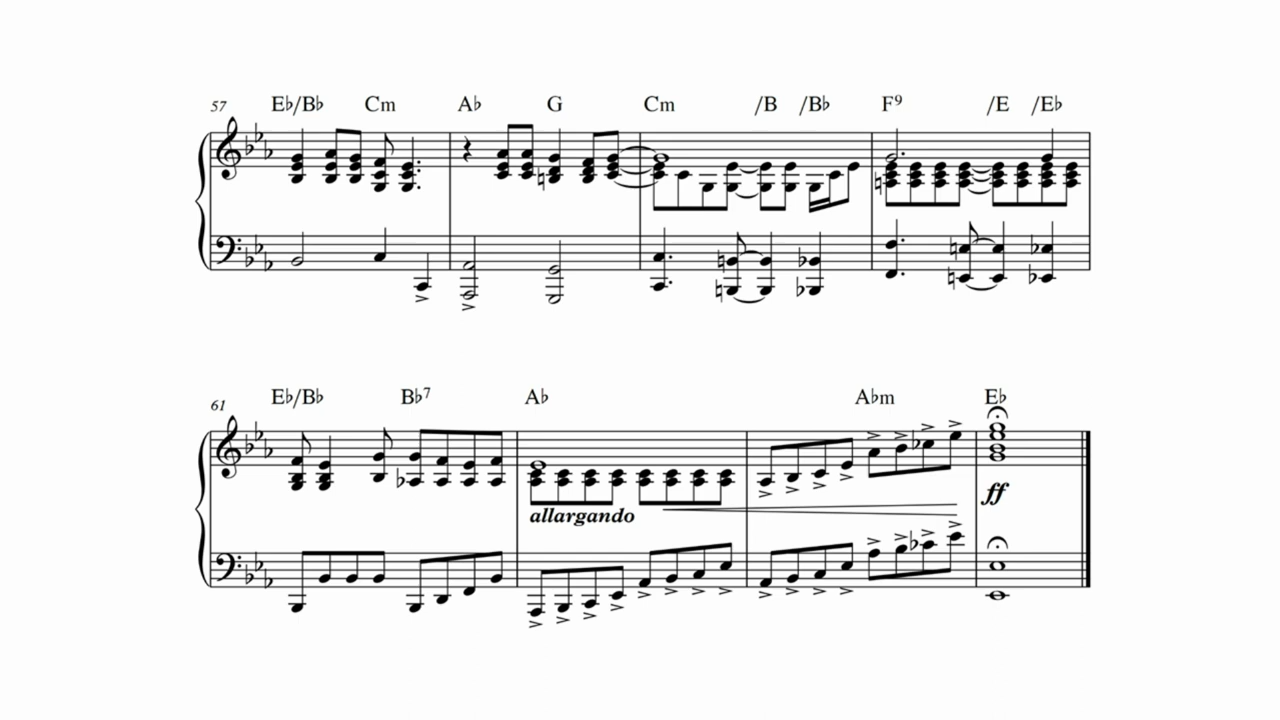 E♭/B♭ Cm A♭ G Cm /B /B♭ F9 /E /E♭
57
E♭/B♭ B♭7 A♭ A♭m E♭
61
ff
allargando